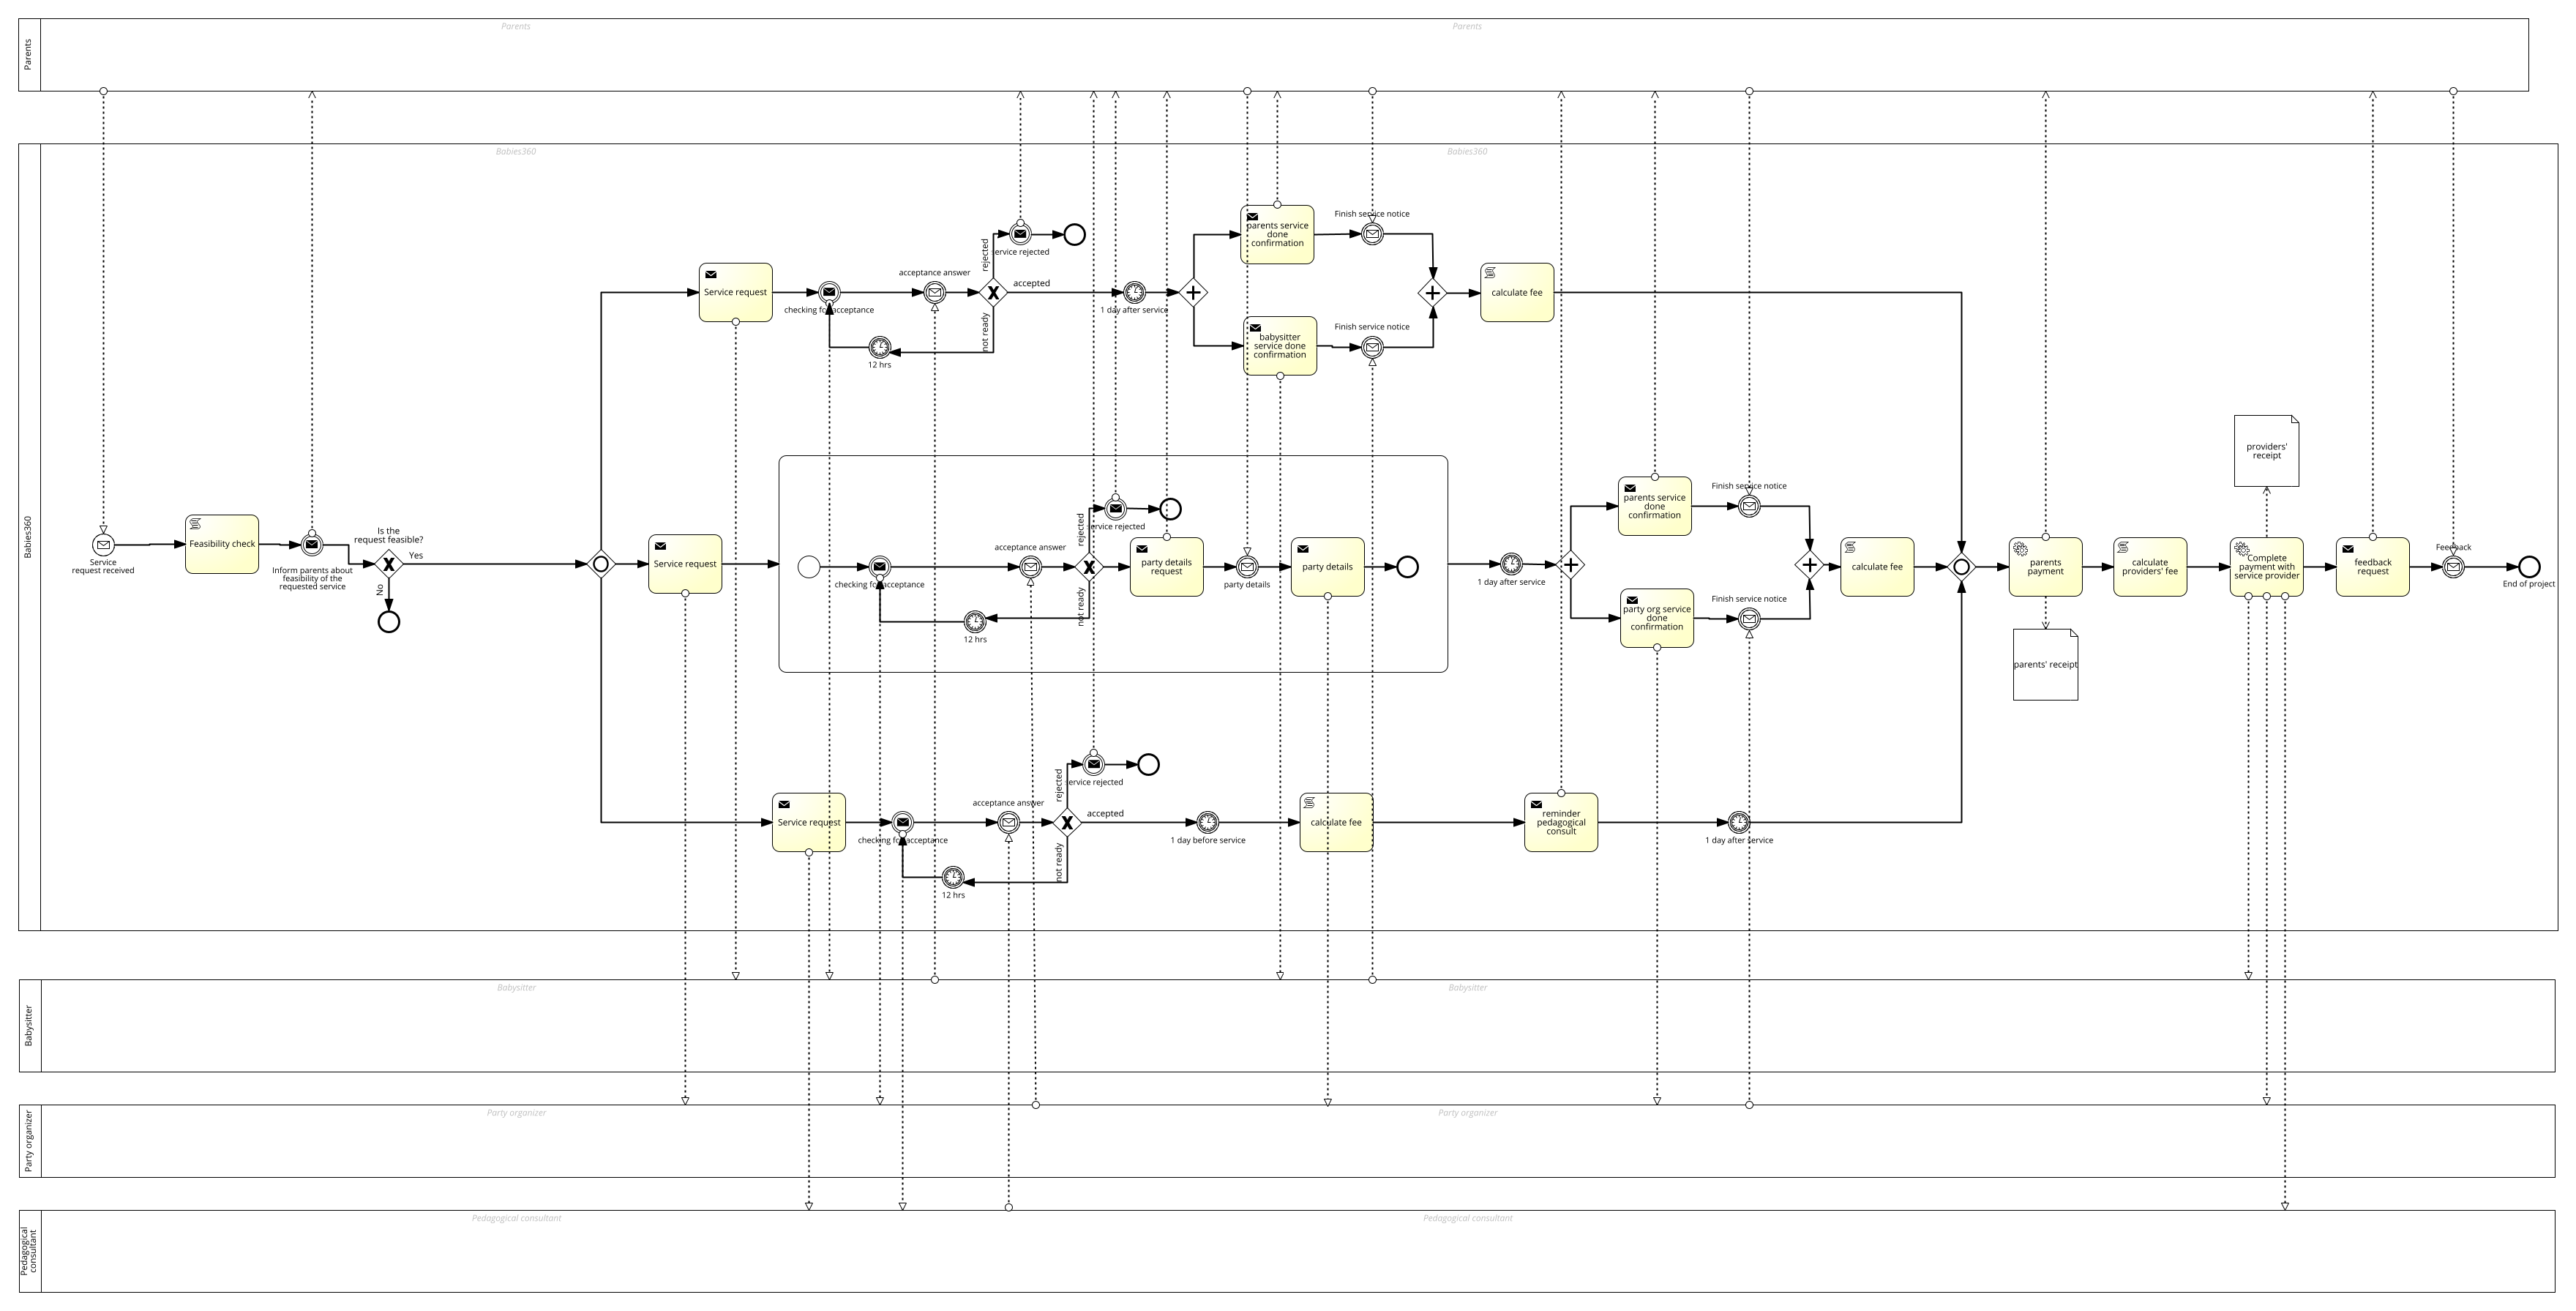 Parents
Parents
Parents
Babies360
Babies360
Babies360
Service
request received
Feasibility check
Inform parents about
feasibility of the
requested service
Is the
request feasible?
Yes
No
Service request
checking for acceptance
acceptance answer
12 hrs
rejected
accepted
not ready
service rejected
1 day after service
parents service
done
confirmation
Finish service notice
babysitter
service done
confirmation
Finish service notice
calculate fee
Service request
checking for acceptance
acceptance answer
12 hrs
rejected
not ready
service rejected
party details
request
party details
party details
1 day after service
parents service
done
confirmation
Finish service notice
party org service
done
confirmation
Finish service notice
calculate fee
Service request
checking for acceptance
acceptance answer
12 hrs
rejected
accepted
not ready
service rejected
1 day before service
calculate fee
reminder
pedagogical
consult
1 day after service
parents
payment
parents' receipt
calculate
providers' fee
providers'
receipt
Complete
payment with
service provider
feedback
request
Feedback
End of project
Babysitter
Babysitter
Babysitter
Party organizer
Party organizer
Party organizer
Pedagogical
consultant
Pedagogical consultant
Pedagogical consultant